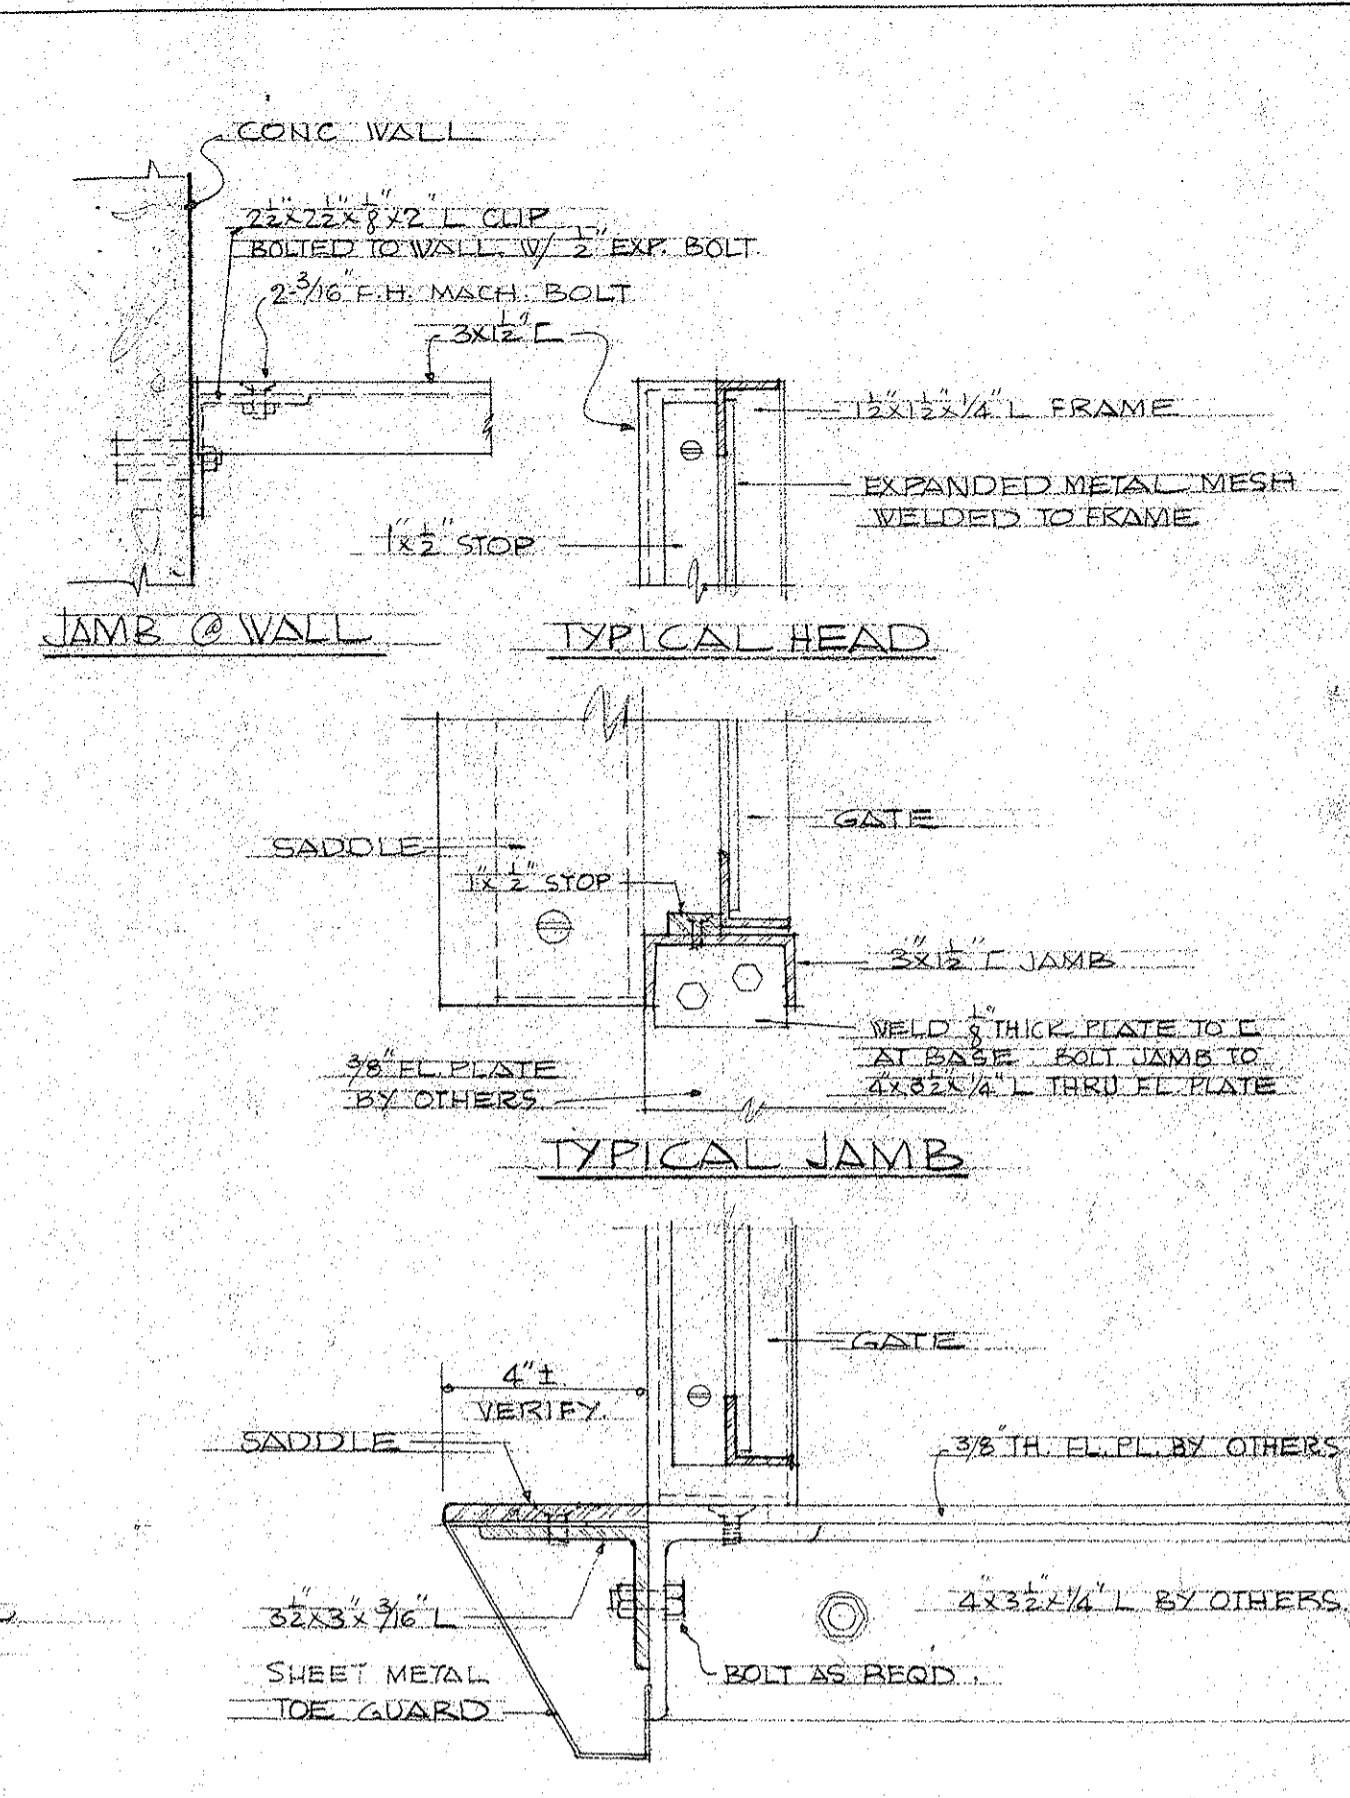 CONC WALL
2½"x2½"x⅛"x2" L CLIP
BOLTED TO WALL W/ ½" EXP. BOLT
2-3/16" F.H. MACH. BOLT
3x1½" [
1½"x1½"x¼" L FRAME
EXPANDED METAL MESH
WELDED TO FRAME
1"x½" STOP
JAMB @ WALL
TYPICAL HEAD
GATE
SADDLE
1"x½" STOP
3"x1½" [ JAMB
WELD ⅛" THICK PLATE TO [
AT BASE. BOLT JAMB TO
4"x3½"x¼" L THRU FL PLATE
3/8" FL. PLATE
BY OTHERS
TYPICAL JAMB
GATE
4"±
VERIFY.
SADDLE
3/8" TH. FL. PL. BY OTHERS
3½"x3"x3/16" L
4"x3½"x¼" L BY OTHERS.
SHEET METAL
TOE GUARD
BOLT AS REQD.